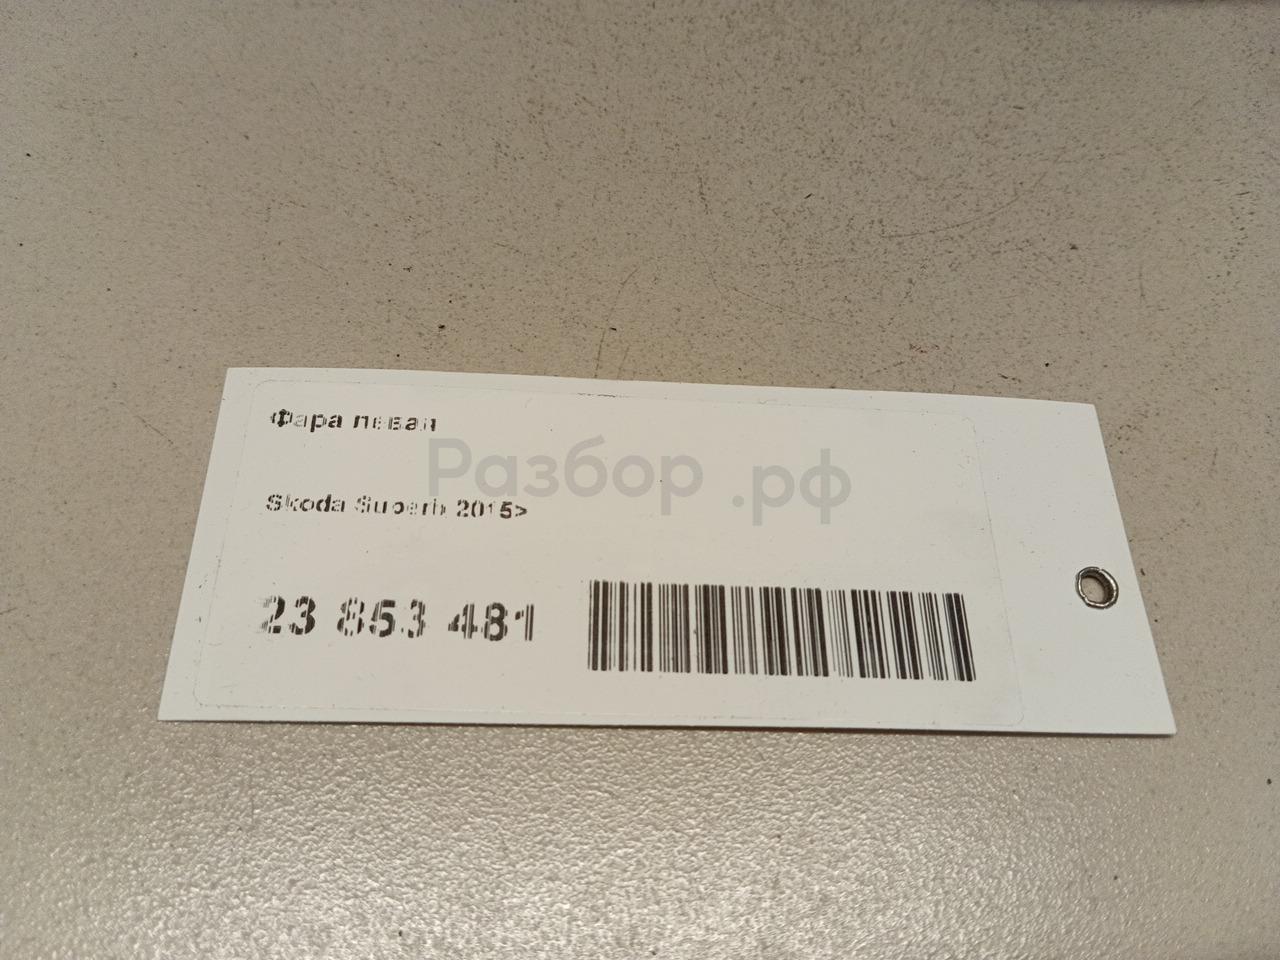 Фара левая
Разбор.рф
Skoda Superb 2015>
23 853 481